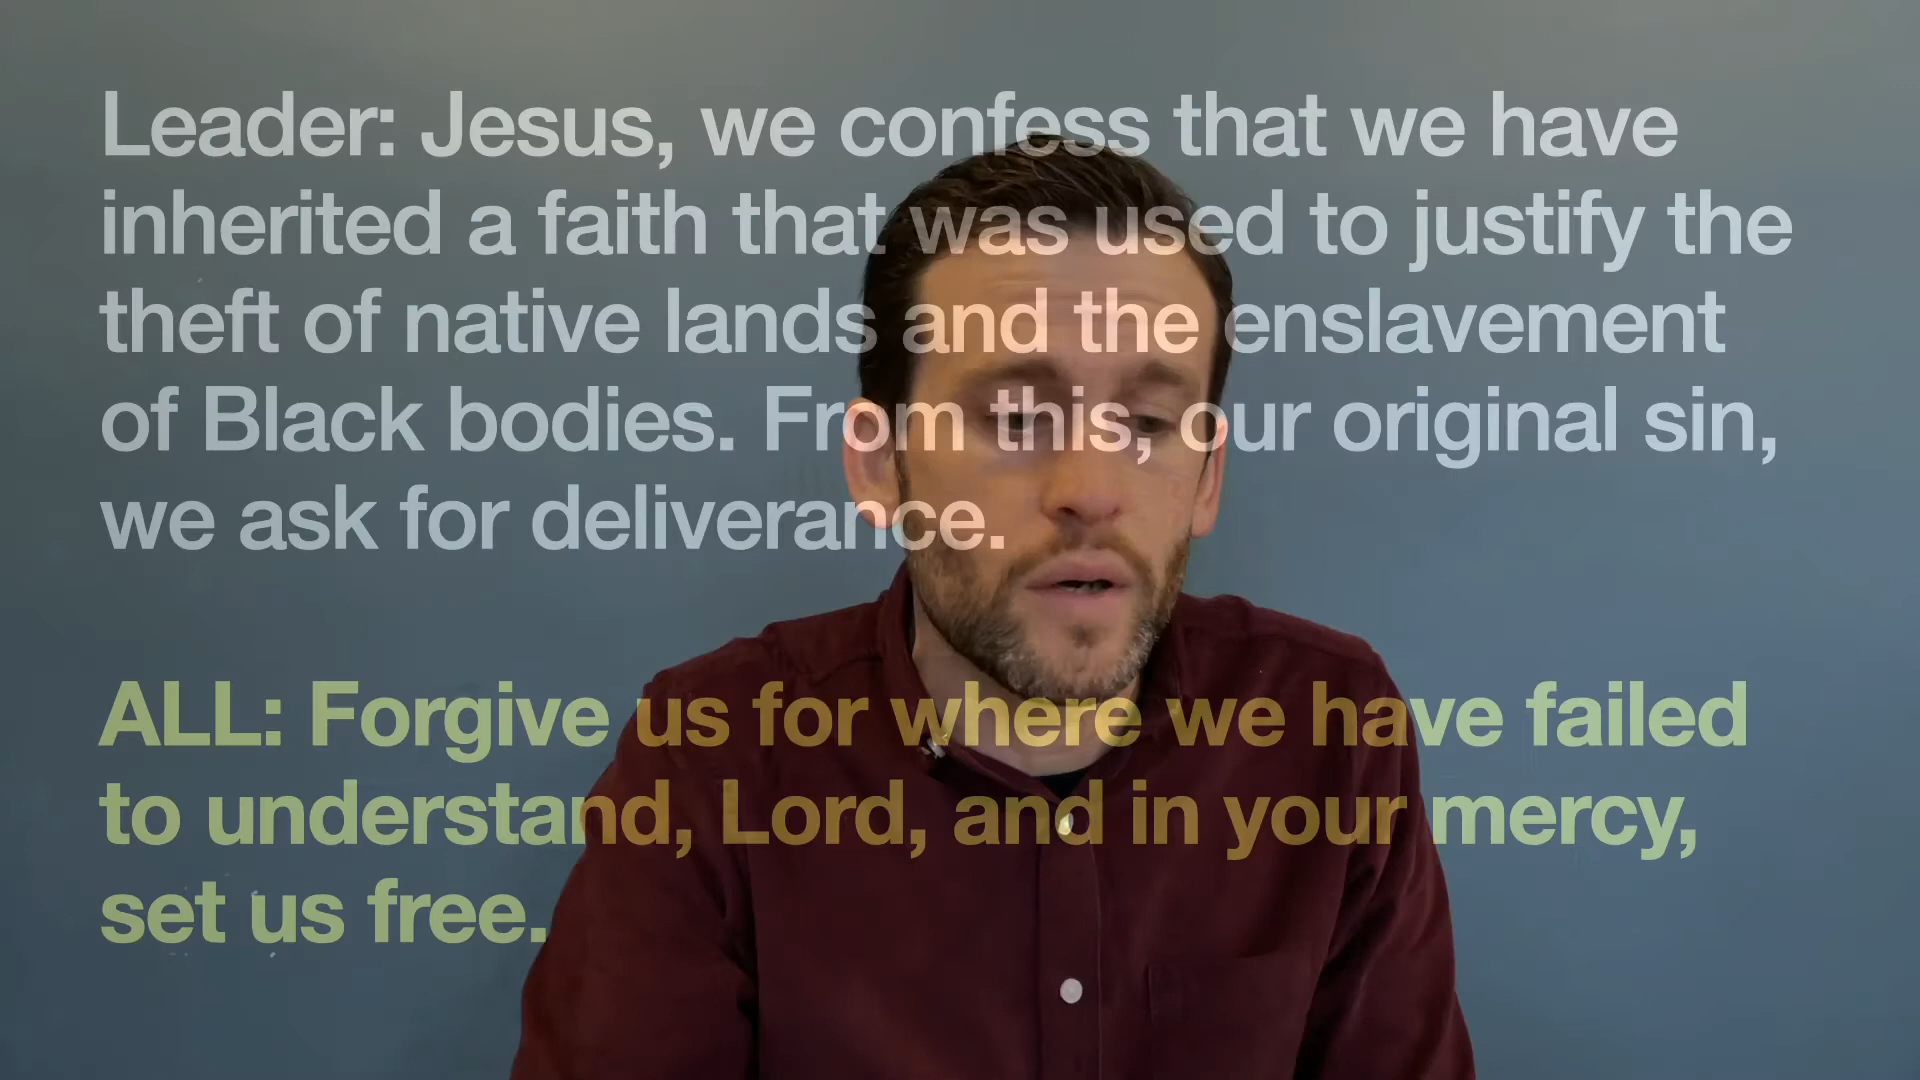 Leader: Jesus, we confess that we have
inherited a faith that was used to justify the
theft of native lands and the enslavement
of Black bodies. From this, our original sin,
we ask for deliverance.
ALL: Forgive us for where we have failed
to understand, Lord, and in your mercy,
set us free.